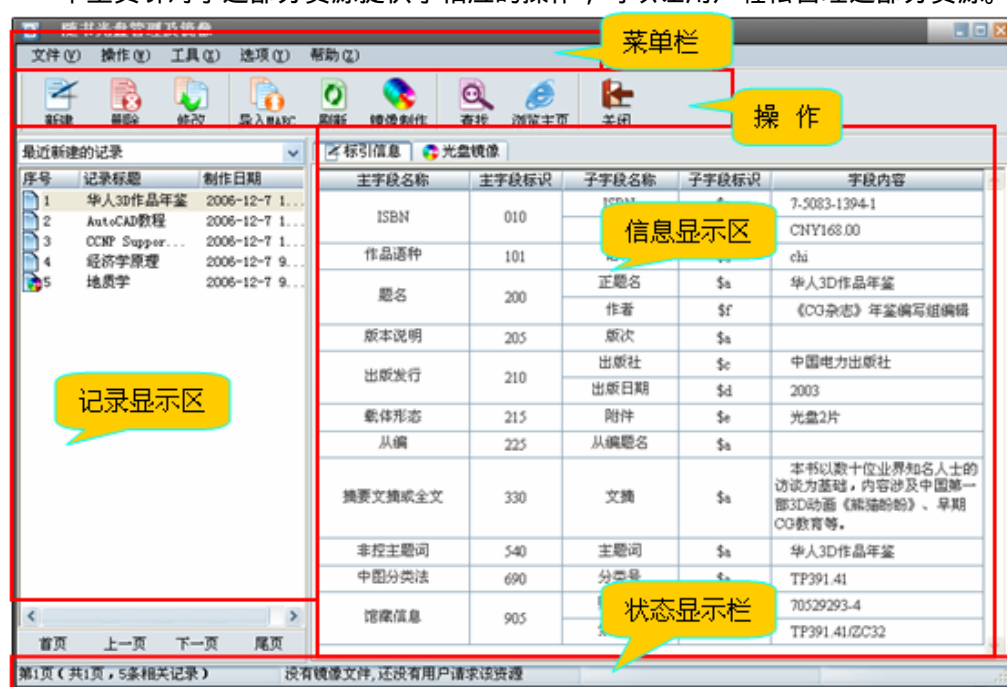 随书光盘管理及镜像
文件(V) 操作(W) 工具(X) 选项(Y) 帮助(Z)
菜单栏
新建 删除 修改 导入MARC 刷新 镜像制作 查找 浏览主页 关闭
操 作
最近新建的记录
标引信息 光盘镜像
序号 记录标题 制作日期
1 华人3D作品年鉴 2006-12-7 1...
2 AutoCAD教程 2006-12-7 1...
3 CCNP Suppor... 2006-12-7 1...
4 经济学原理 2006-12-7 9...
5 地质学 2006-12-7 9...
记录显示区
主字段名称 主字段标识 子字段名称 子字段标识 字段内容
ISBN 010 ISBN 7-5083-1394-1
CNY168.00
信息显示区
作品语种 101 chi
题名 200 正题名 $a 华人3D作品年鉴
作者 $f 《CG杂志》年鉴编写组编辑
版本说明 205 版次 $a
出版发行 210 出版社 $c 中国电力出版社
出版日期 $d 2003
载体形态 215 附件 $e 光盘2片
从编 225 从编题名 $a
摘要文摘或全文 330 文摘 $a 本书以数十位业界知名人士的
访谈为基础，内容涉及中国第一
部3D动画《熊猫盼盼》、早期
CG教育等。
非控主题词 540 主题词 $a 华人3D作品年鉴
中图分类法 690 分类号 $a TP391.41
馆藏信息 905 70529293-4
TP391.41/ZC32
状态显示栏
首页 上一页 下一页 尾页
第1页(共1页，5条相关记录) 没有镜像文件,还没有用户请求该资源